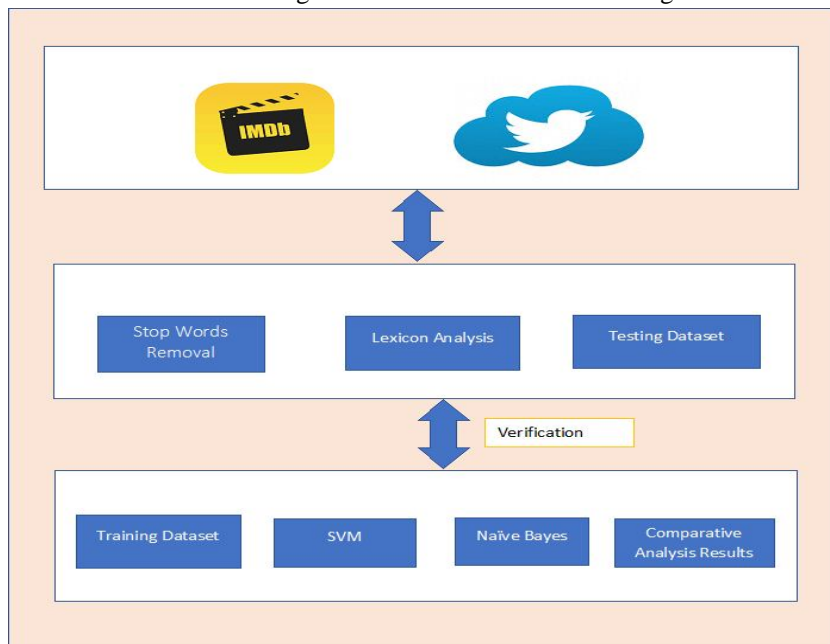 IMDb
Stop Words
Removal
Lexicon Analysis
Testing Dataset
Verification
Training Dataset
SVM
Naïve Bayes
Comparative
Analysis Results